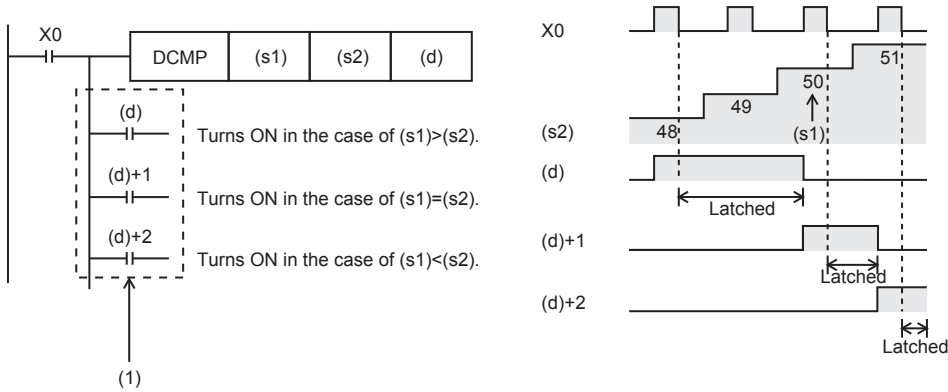 X0
DCMP (s1) (s2) (d)
(d)
Turns ON in the case of (s1)>(s2).
(d)+1
Turns ON in the case of (s1)=(s2).
(d)+2
Turns ON in the case of (s1)<(s2).
(1)
X0
51
50
49
(s1)
(s2)
48
(d)
Latched
(d)+1
Latched
(d)+2
Latched